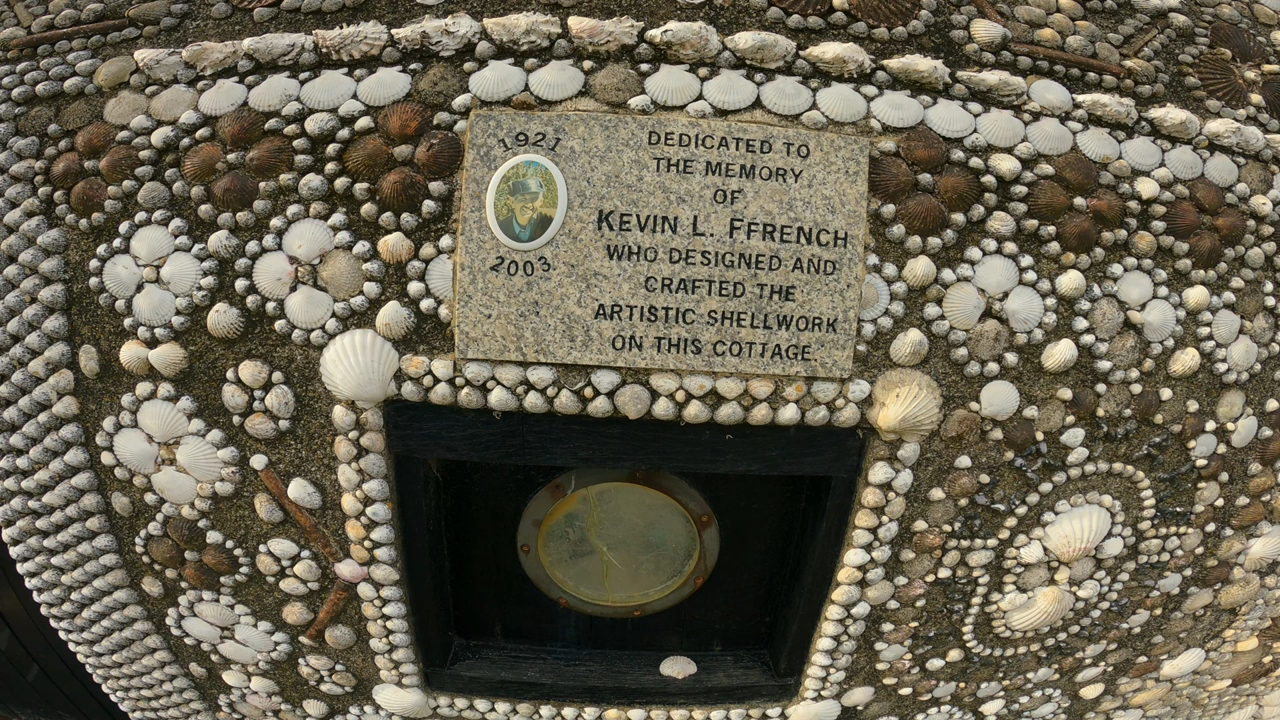 1921
2003
DEDICATED TO
THE MEMORY
OF
KEVIN L. FFRENCH
WHO DESIGNED AND
CRAFTED THE
ARTISTIC SHELLWORK
ON THIS COTTAGE.